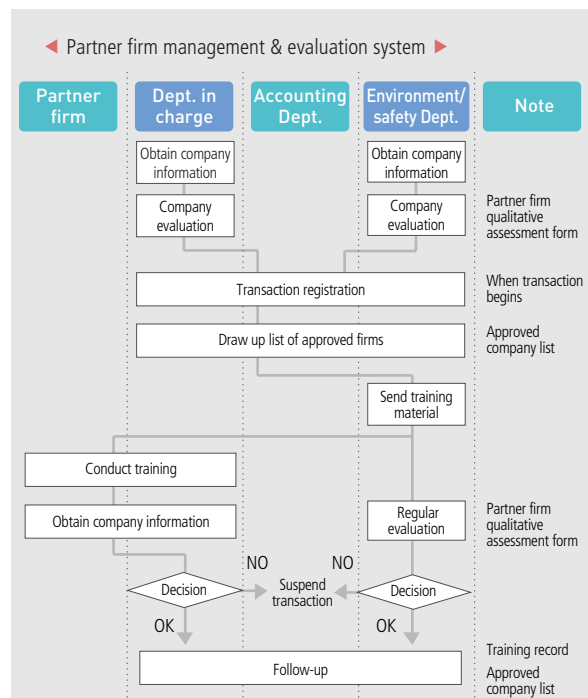 Partner firm management & evaluation system
Partner
firm
Dept. in
charge
Accounting
Dept.
Environment/
safety Dept.
Note
Obtain company
information
Obtain company
information
Company
evaluation
Company
evaluation
Partner firm
qualitative
assessment form
Transaction registration
When transaction
begins
Draw up list of approved firms
Approved
company list
Send training
material
Conduct training
Obtain company information
Regular
evaluation
Partner firm
qualitative
assessment form
Decision
NO
Suspend
transaction
NO
Decision
OK
OK
Follow-up
Training record
Approved
company list